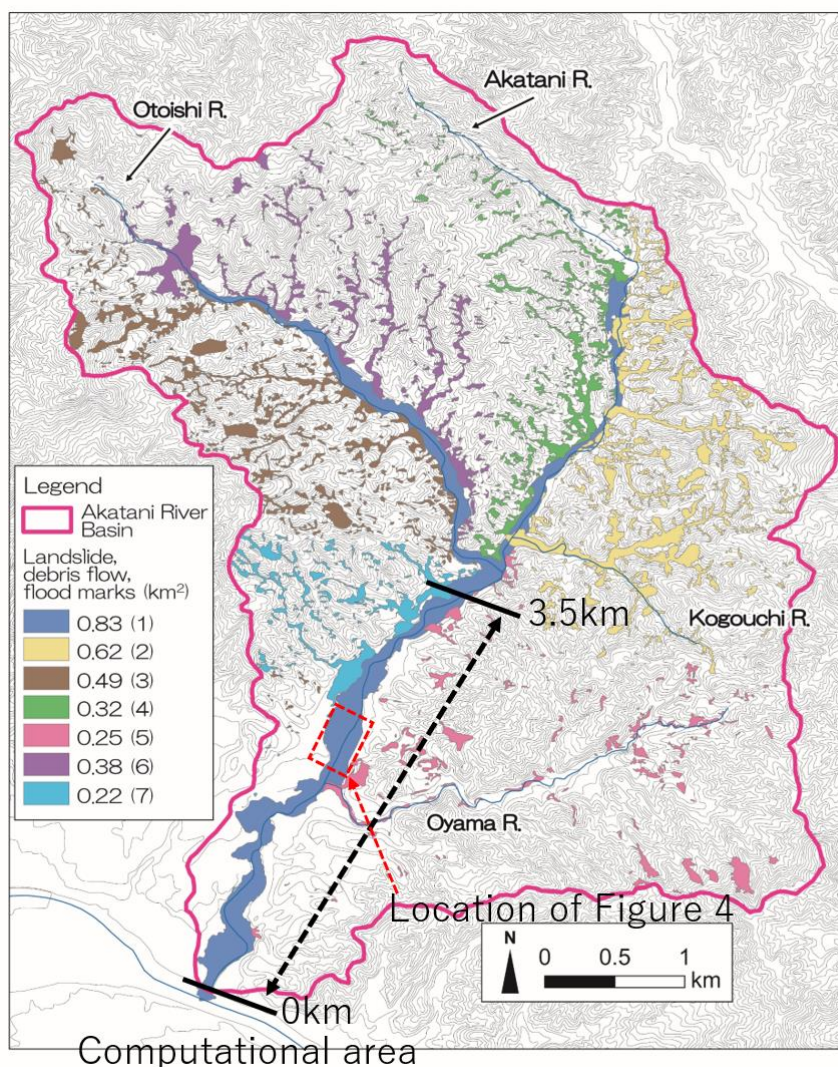 Akatani R.
Otoishi R.
Legend
Akatani River
Basin
Landslide,
debris flow,
flood marks (km²)
0.83 (1)
0.62 (2)
0.49 (3)
0.32 (4)
0.25 (5)
0.38 (6)
0.22 (7)
3.5km
Kogouchi R.
Oyama R.
Location of Figure 4
N
0 0.5 1
km
0km
Computational area